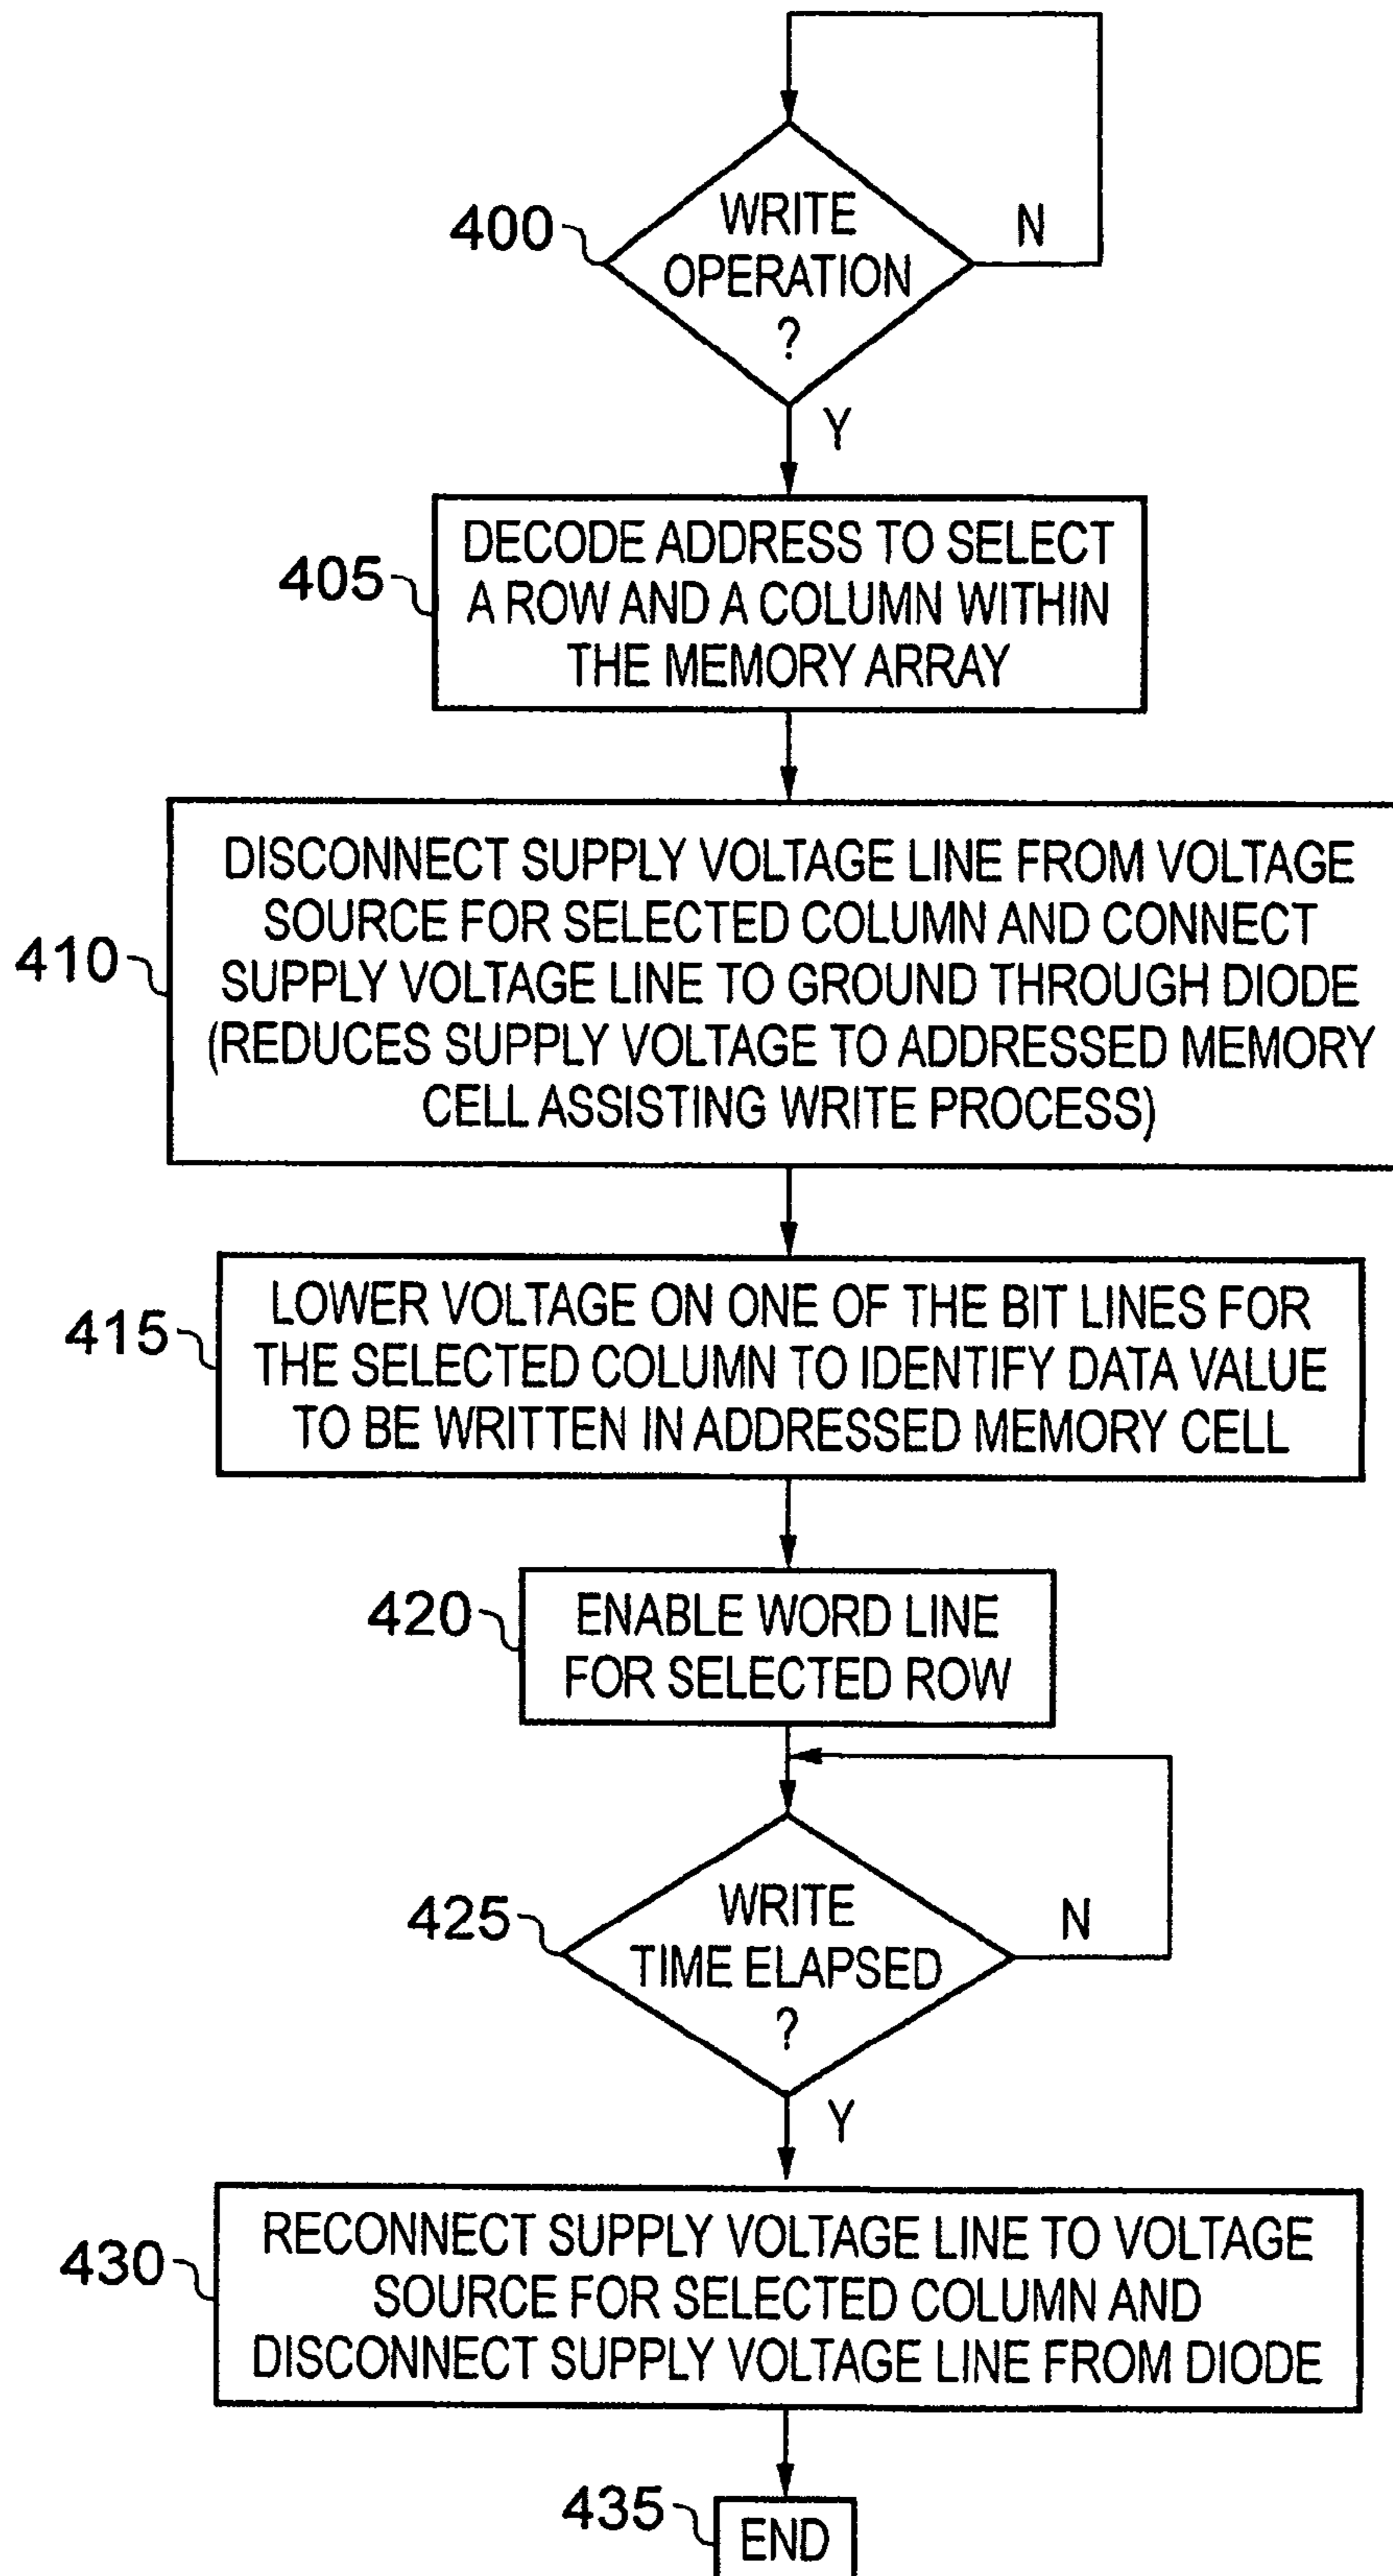 400
WRITE
OPERATION
?
N
Y
405
DECODE ADDRESS TO SELECT
A ROW AND A COLUMN WITHIN
THE MEMORY ARRAY
410
DISCONNECT SUPPLY VOLTAGE LINE FROM VOLTAGE
SOURCE FOR SELECTED COLUMN AND CONNECT
SUPPLY VOLTAGE LINE TO GROUND THROUGH DIODE
(REDUCES SUPPLY VOLTAGE TO ADDRESSED MEMORY
CELL ASSISTING WRITE PROCESS)
415
LOWER VOLTAGE ON ONE OF THE BIT LINES FOR
THE SELECTED COLUMN TO IDENTIFY DATA VALUE
TO BE WRITTEN IN ADDRESSED MEMORY CELL
420
ENABLE WORD LINE
FOR SELECTED ROW
425
WRITE
TIME ELAPSED
?
N
Y
430
RECONNECT SUPPLY VOLTAGE LINE TO VOLTAGE
SOURCE FOR SELECTED COLUMN AND
DISCONNECT SUPPLY VOLTAGE LINE FROM DIODE
435
END